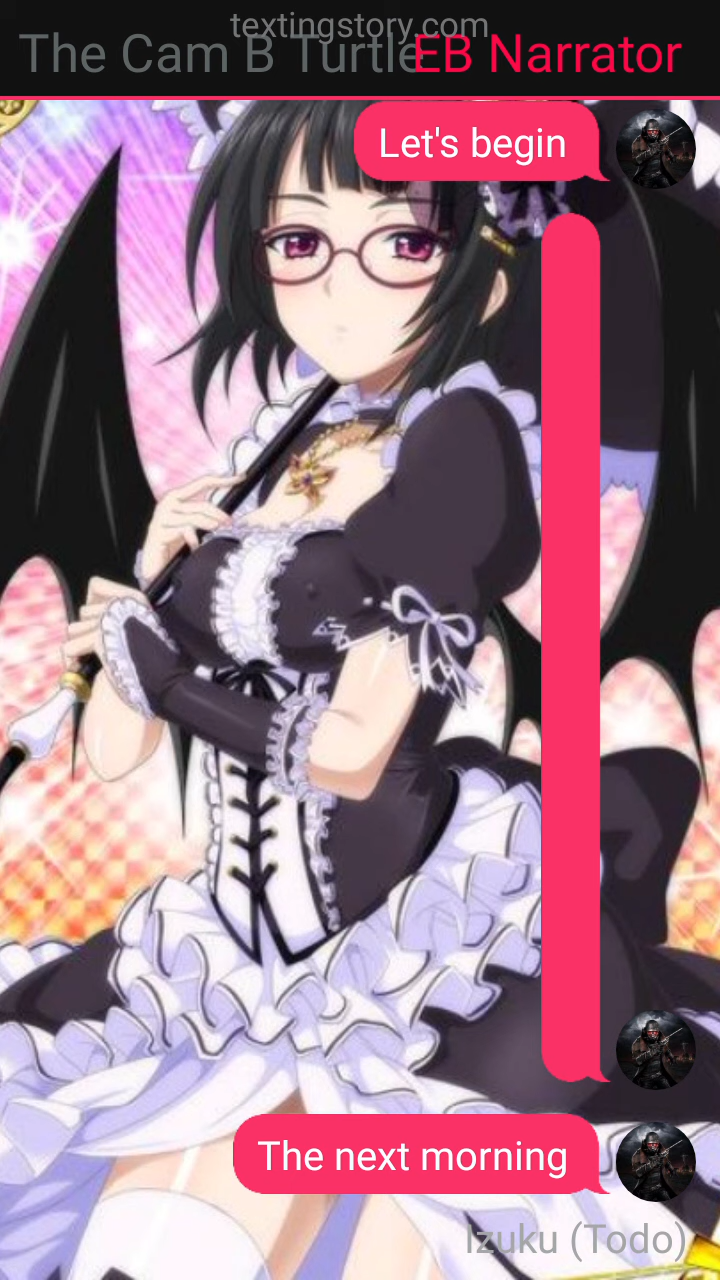 textingstory.com
The Cam B Turtle EB Narrator
Let's begin
The next morning
Izuku (Todo)